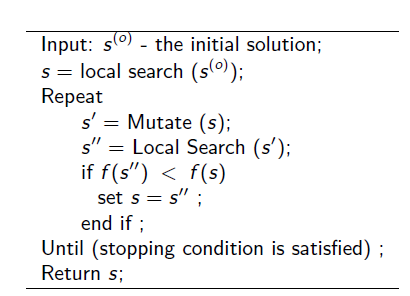 Input: s⁽ᵒ⁾ - the initial solution;
s = local search (s⁽ᵒ⁾);
Repeat
s′ = Mutate (s);
s″ = Local Search (s′);
if f(s″) < f(s)
set s = s″ ;
end if ;
Until (stopping condition is satisfied) ;
Return s;